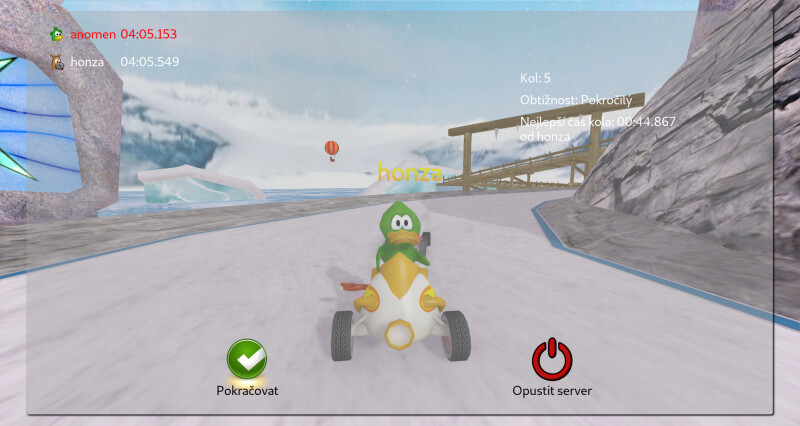 anomen 04:05.153
honza 04:05.549
Kol: 5
Obtížnost: Pokročilý
Nejlepší čas kola: 00:44.867
od honza
honza
Pokračovat
Opustit server